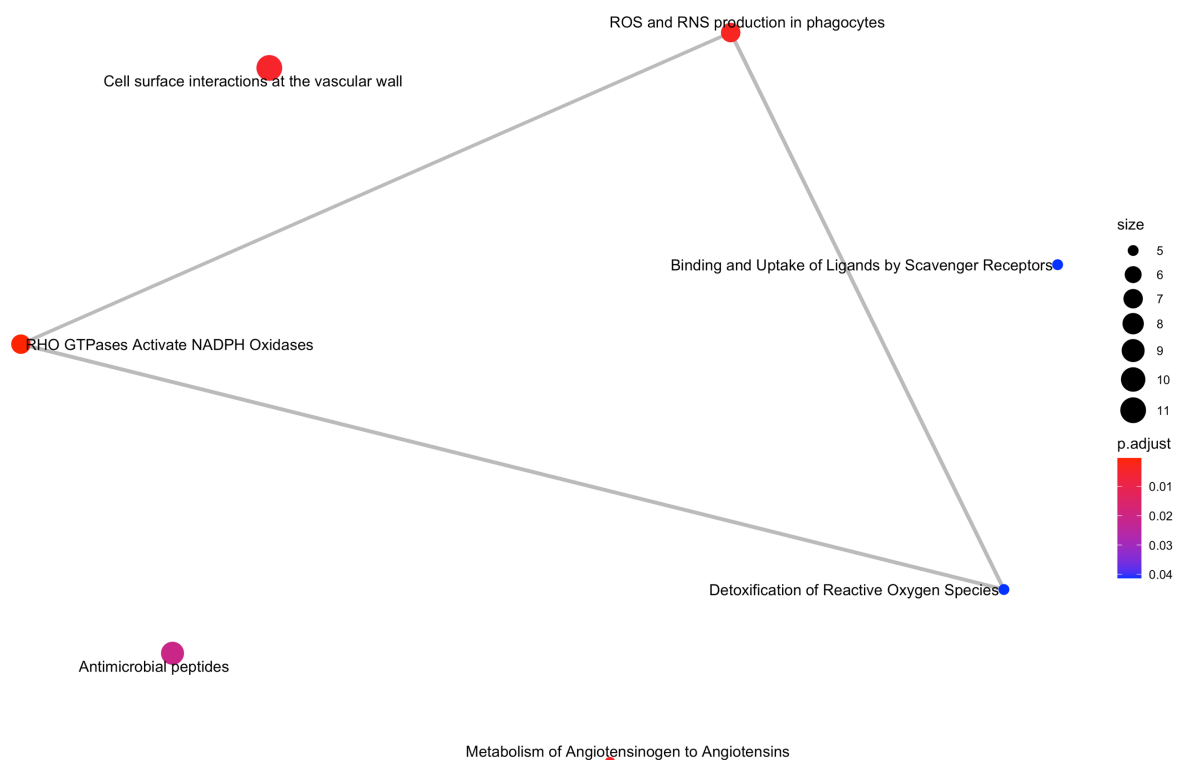 ROS and RNS production in phagocytes
Cell surface interactions at the vascular wall
size
5
Binding and Uptake of Ligands by Scavenger Receptors
6
7
8
RHO GTPases Activate NADPH Oxidases
9
10
11
p.adjust
0.01
0.02
0.03
0.04
Detoxification of Reactive Oxygen Species
Antimicrobial peptides
Metabolism of Angiotensinogen to Angiotensins